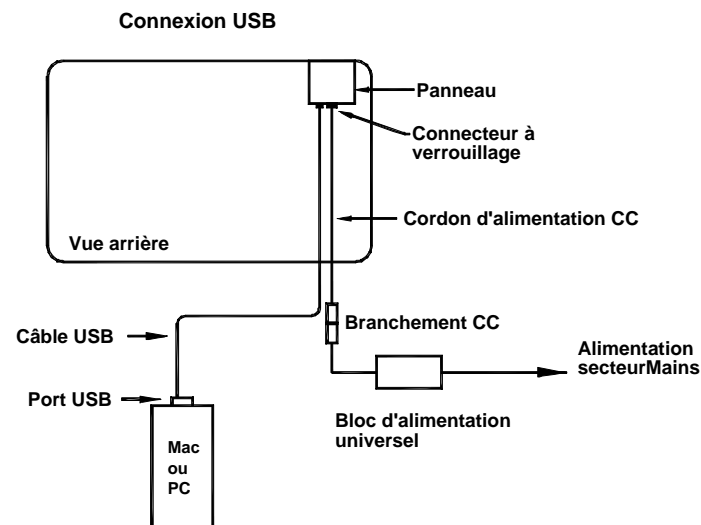 Connexion USB
Panneau
Connecteur à
verrouillage
Cordon d'alimentation CC
Vue arrière
Branchement CC
Câble USB
Alimentation
secteurMains
Port USB
Bloc d'alimentation
universel
Mac
ou
PC